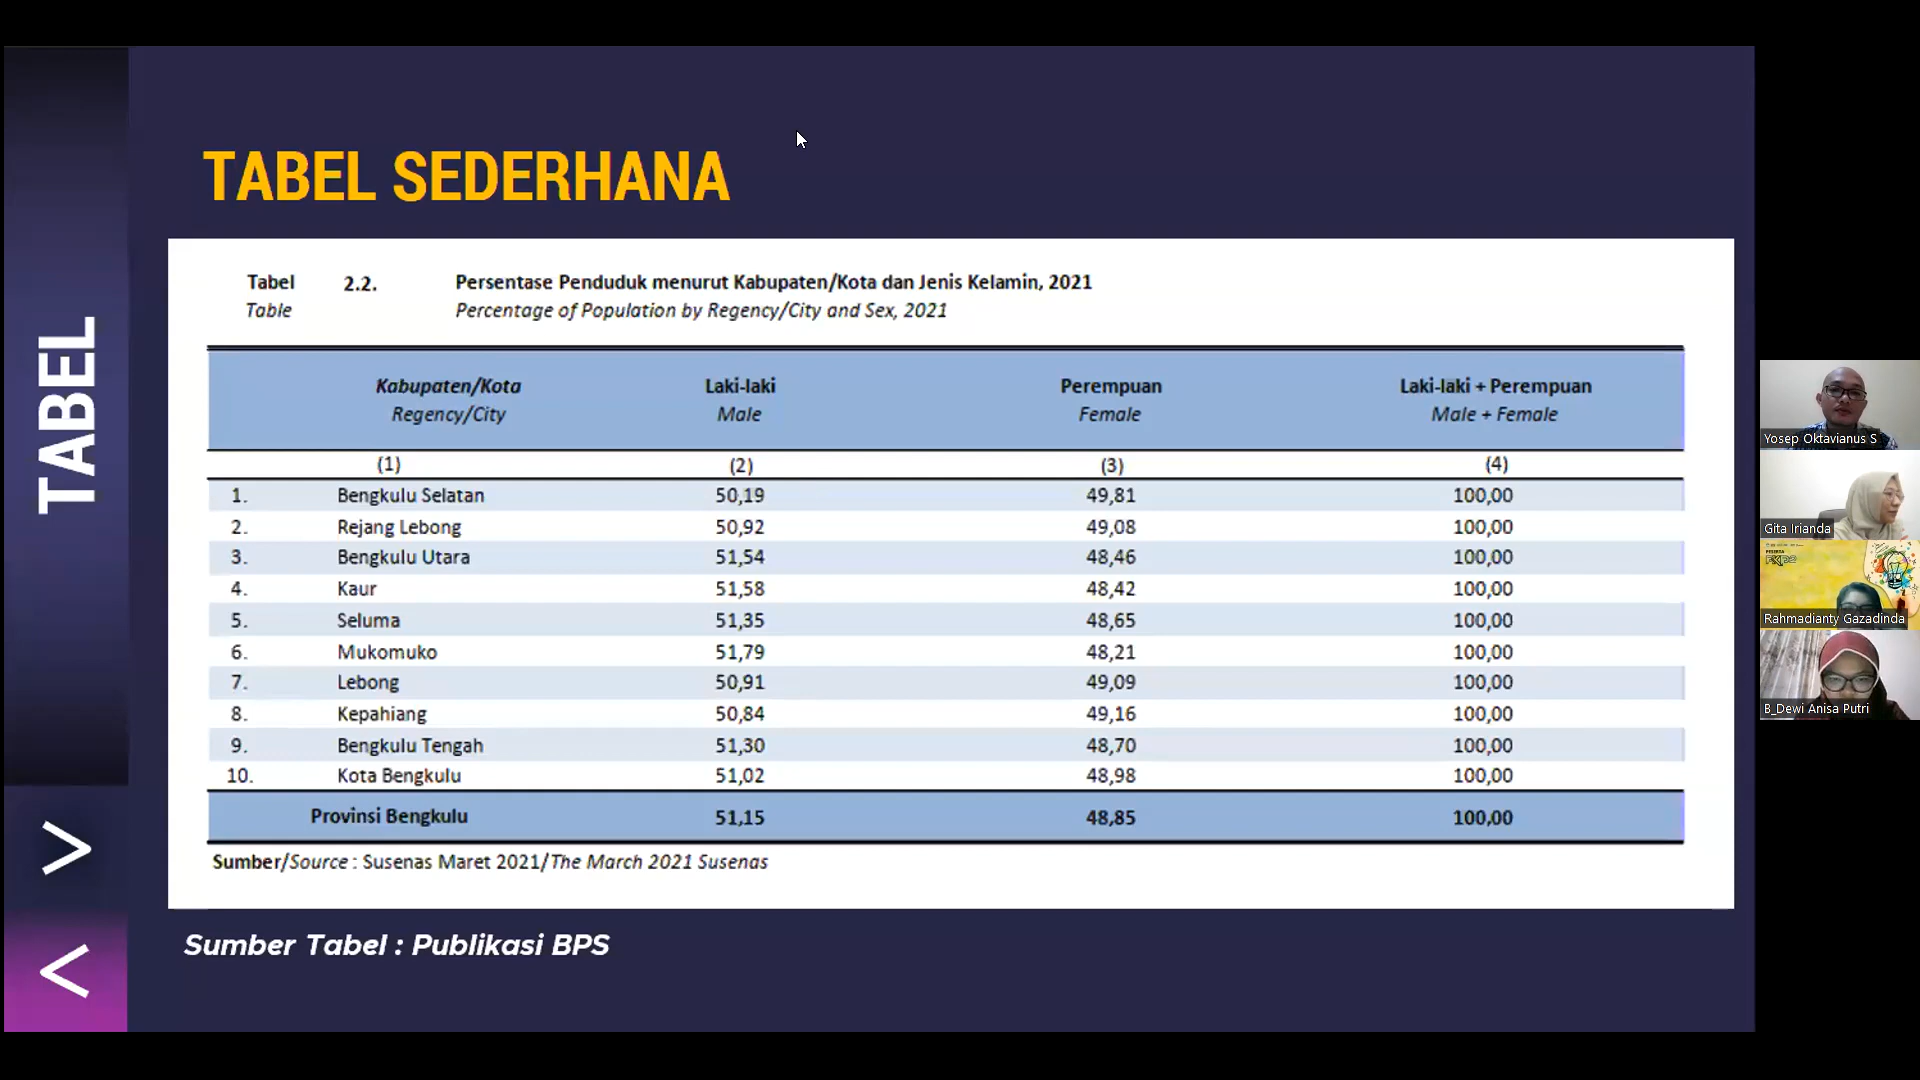 TABEL
TABEL SEDERHANA
Tabel 2.2. Persentase Penduduk menurut Kabupaten/Kota dan Jenis Kelamin, 2021
Table Percentage of Population by Regency/City and Sex, 2021
Kabupaten/Kota Laki-laki Perempuan Laki-laki + Perempuan
Regency/City Male Female Male + Female
(1) (2) (3) (4)
1. Bengkulu Selatan 50,19 49,81 100,00
2. Rejang Lebong 50,92 49,08 100,00
3. Bengkulu Utara 51,54 48,46 100,00
4. Kaur 51,58 48,42 100,00
5. Seluma 51,35 48,65 100,00
6. Mukomuko 51,79 48,21 100,00
7. Lebong 50,91 49,09 100,00
8. Kepahiang 50,84 49,16 100,00
9. Bengkulu Tengah 51,30 48,70 100,00
10. Kota Bengkulu 51,02 48,98 100,00
Provinsi Bengkulu 51,15 48,85 100,00
Sumber/Source : Susenas Maret 2021/The March 2021 Susenas
Sumber Tabel : Publikasi BPS
Yosep Oktavianus S
Gita Irianda
Rahmadianty Gazadinda
B_Dewi Anisa Putri